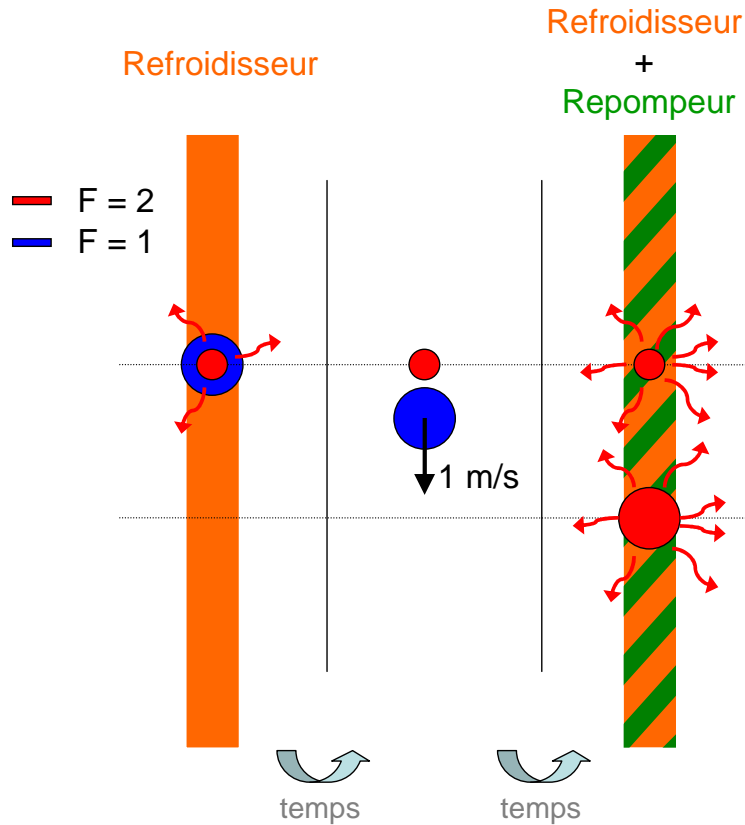 Refroidisseur
Refroidisseur
+
Repompeur
F = 2
F = 1
1 m/s
temps
temps